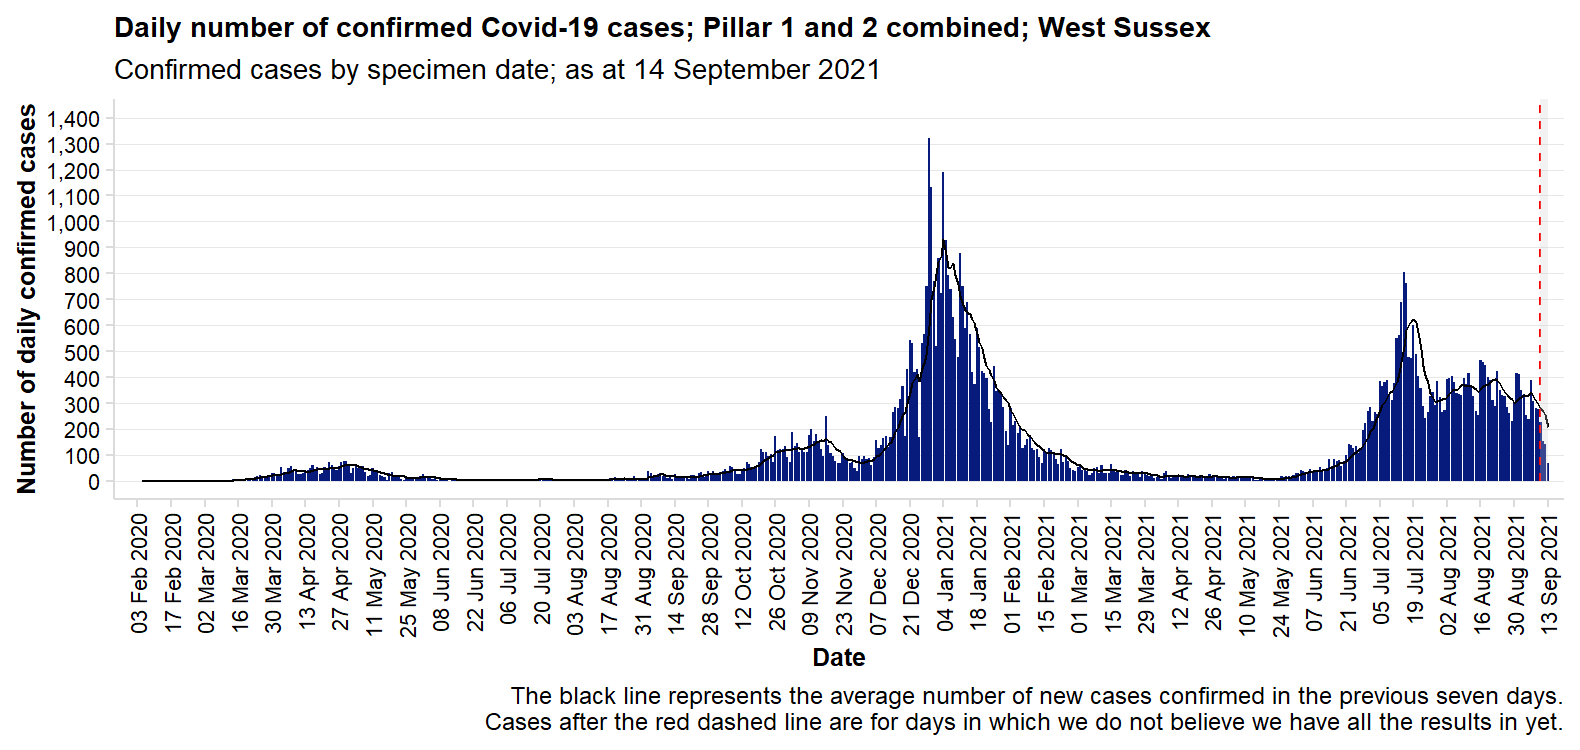 Daily number of confirmed Covid-19 cases; Pillar 1 and 2 combined; West Sussex
Confirmed cases by specimen date; as at 14 September 2021
Number of daily confirmed cases
1,400
1,300
1,200
1,100
1,000
900
800
700
600
500
400
300
200
100
0
03 Feb 2020
17 Feb 2020
02 Mar 2020
16 Mar 2020
30 Mar 2020
13 Apr 2020
27 Apr 2020
11 May 2020
25 May 2020
08 Jun 2020
22 Jun 2020
06 Jul 2020
20 Jul 2020
03 Aug 2020
17 Aug 2020
31 Aug 2020
14 Sep 2020
28 Sep 2020
12 Oct 2020
26 Oct 2020
09 Nov 2020
23 Nov 2020
07 Dec 2020
21 Dec 2020
04 Jan 2021
18 Jan 2021
01 Feb 2021
15 Feb 2021
01 Mar 2021
15 Mar 2021
29 Mar 2021
12 Apr 2021
26 Apr 2021
10 May 2021
24 May 2021
07 Jun 2021
21 Jun 2021
05 Jul 2021
19 Jul 2021
02 Aug 2021
16 Aug 2021
30 Aug 2021
13 Sep 2021
Date
The black line represents the average number of new cases confirmed in the previous seven days.
Cases after the red dashed line are for days in which we do not believe we have all the results in yet.